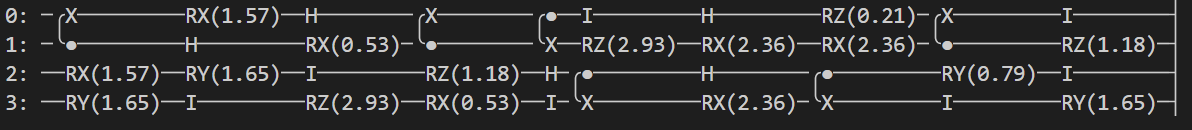 0: ─╭X──────RX(1.57)─H────────╭X────────╭●─I────────H────────RZ(0.21)─╭X────────I────────┤
1: ─╰●──────H────────RX(0.53)─╰●────────╰X─RZ(2.93)─RX(2.36)─RX(2.36)─╰●────────RZ(1.18)─┤
2: ──RX(1.57)─RY(1.65)─I────────RZ(1.18)─H─╭●────────H────────╭●────────RY(0.79)─I────────┤
3: ──RY(1.65)─I────────RZ(2.93)─RX(0.53)─I─╰X────────RX(2.36)─╰X────────I────────RY(1.65)─┤